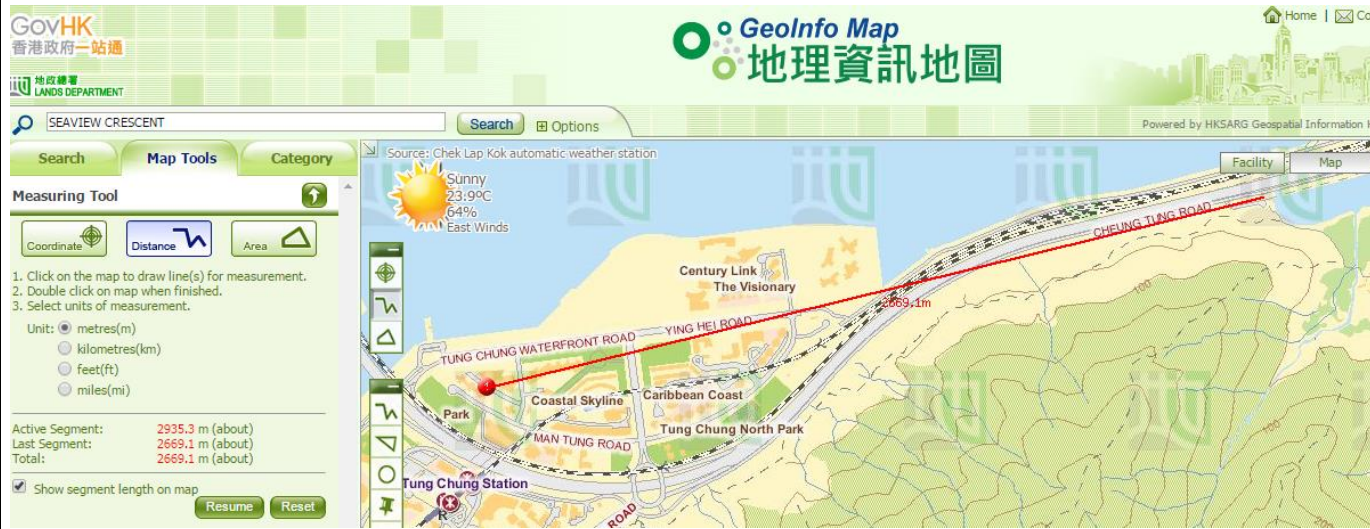 GovHK
香港政府一站通
地政總署
LANDS DEPARTMENT
GeoInfo Map
地理資訊地圖
Home | Co
SEAVIEW CRESCENT
Search
Options
Powered by HKSARG Geospatial Information H
Search
Map Tools
Category
Measuring Tool
Coordinate
Distance
Area
1. Click on the map to draw line(s) for measurement.
2. Double click on map when finished.
3. Select units of measurement.
Unit: metres(m)
kilometres(km)
feet(ft)
miles(mi)
Active Segment: 2935.3 m (about)
Last Segment: 2669.1 m (about)
Total: 2669.1 m (about)
Show segment length on map
Resume
Reset
Source: Chek Lap Kok automatic weather station
Sunny
23.9ºC
64%
East Winds
Facility
Map
CHEUNG TUNG ROAD
Century Link
The Visionary
2669.1m
100
TUNG CHUNG WATERFRONT ROAD
YING HEI ROAD
Coastal Skyline
Caribbean Coast
Park
Tung Chung North Park
MAN TUNG ROAD
100
Tung Chung Station
R
ROAD